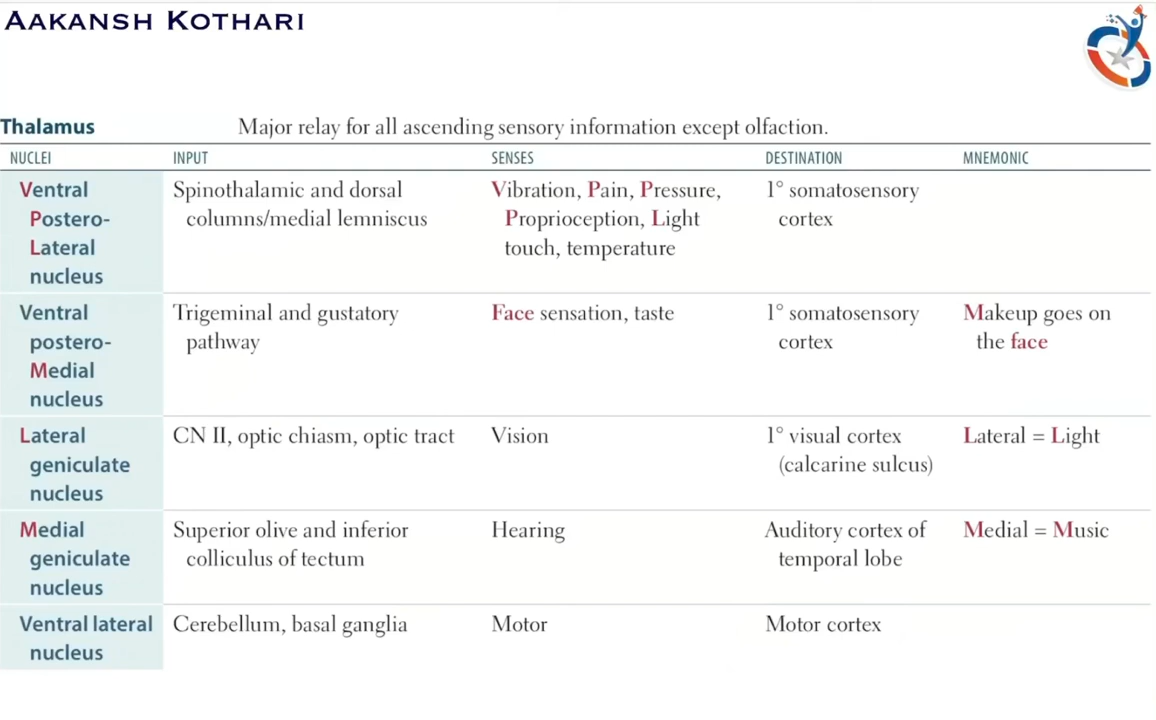 AAKANSH KOTHARI
Thalamus Major relay for all ascending sensory information except olfaction.
NUCLEI INPUT SENSES DESTINATION MNEMONIC
Ventral Postero-Lateral nucleus Spinothalamic and dorsal columns/medial lemniscus Vibration, Pain, Pressure, Proprioception, Light touch, temperature 1° somatosensory cortex
Ventral postero-Medial nucleus Trigeminal and gustatory pathway Face sensation, taste 1° somatosensory cortex Makeup goes on the face
Lateral geniculate nucleus CN II, optic chiasm, optic tract Vision 1° visual cortex (calcarine sulcus) Lateral = Light
Medial geniculate nucleus Superior olive and inferior colliculus of tectum Hearing Auditory cortex of temporal lobe Medial = Music
Ventral lateral nucleus Cerebellum, basal ganglia Motor Motor cortex